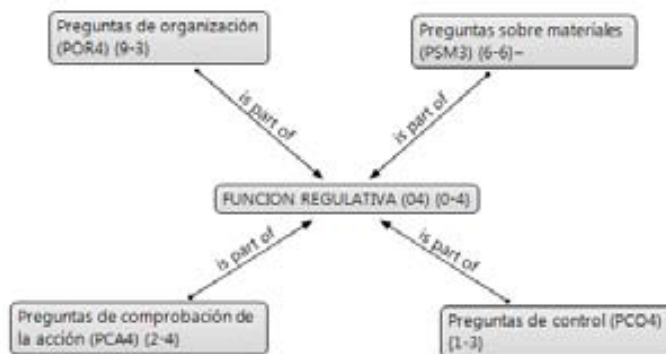 Preguntas de organización
(POR4) (9-3)
Preguntas sobre materiales
(PSM3) (6-6)~
is part of
is part of
FUNCION REGULATIVA (04) (0-4)
is part of
is part of
Preguntas de comprobación de
la acción (PCA4) (2-4)
Preguntas de control (PCO4)
(1-3)